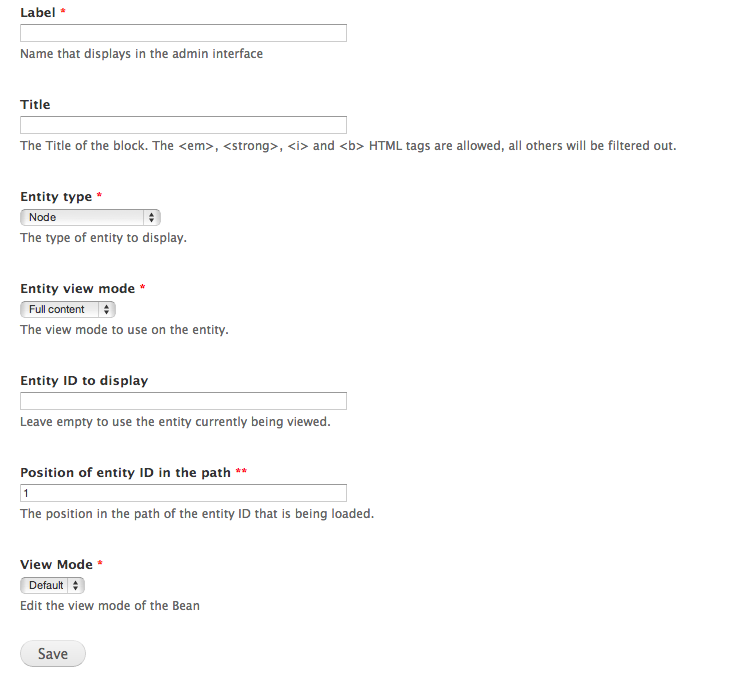 Label *
Name that displays in the admin interface
Title
The Title of the block. The <em>, <strong>, <i> and <b> HTML tags are allowed, all others will be filtered out.
Entity type *
Node
The type of entity to display.
Entity view mode *
Full content
The view mode to use on the entity.
Entity ID to display
Leave empty to use the entity currently being viewed.
Position of entity ID in the path **
1
The position in the path of the entity ID that is being loaded.
View Mode *
Default
Edit the view mode of the Bean
Save